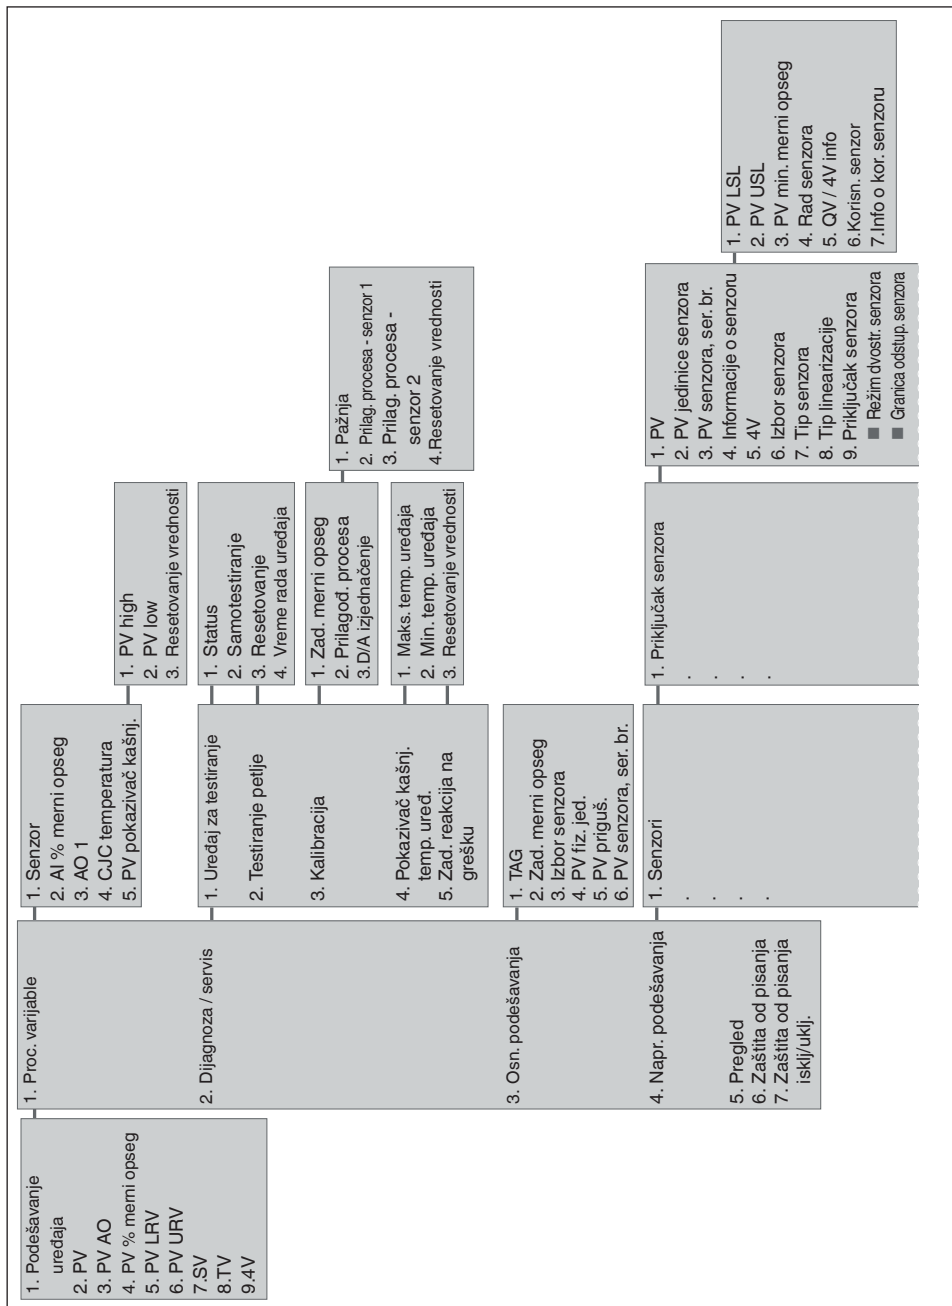 1. Podešavanje
uređaja
2. PV
3. PV AO
4. PV % merni opseg
5. PV LRV
6. PV URV
7.SV
8.TV
9.4V
1. Proc. varijable
2. Dijagnoza / servis
3. Osn. podešavanja
4. Napr. podešavanja
5. Pregled
6. Zaštita od pisanja
7. Zaštita od pisanja
isklj/uklj.
1. Senzor
2. AI % merni opseg
3. AO 1
4. CJC temperatura
5. PV pokazivač kašnj.
1. PV high
2. PV low
3. Resetovanje vrednosti
1. Uređaj za testiranje
2. Testiranje petlje
3. Kalibracija
4. Pokazivač kašnj.
temp. uređ.
5. Zad. reakcija na
grešku
1. Status
2. Samotestiranje
3. Resetovanje
4. Vreme rada uređaja
1. Zad. merni opseg
2. Prilagođ. procesa
3.D/A izjednačenje
1. Pažnja
2. Prilag. procesa - senzor 1
3. Prilag. procesa -
senzor 2
4.Resetovanje vrednosti
1. Maks. temp. uređaja
2. Min. temp. uređaja
3. Resetovanje vrednosti
1. TAG
2. Zad. merni opseg
3. Izbor senzora
4. PV fiz. jed.
5. PV priguš.
6. PV senzora, ser. br.
1. Senzori
.
.
.
.
1. Priključak senzora
.
.
.
.
1. PV
2. PV jedinice senzora
3. PV senzora, ser. br.
4. Informacije o senzoru
5. 4V
6. Izbor senzora
7. Tip senzora
8. Tip linearizacije
9. Priključak senzora
■ Režim dvostr. senzora
■ Granica odstup. senzora
1. PV LSL
2. PV USL
3. PV min. merni opseg
4. Rad senzora
5. QV / 4V info
6.Korisn. senzor
7.Info o kor. senzoru